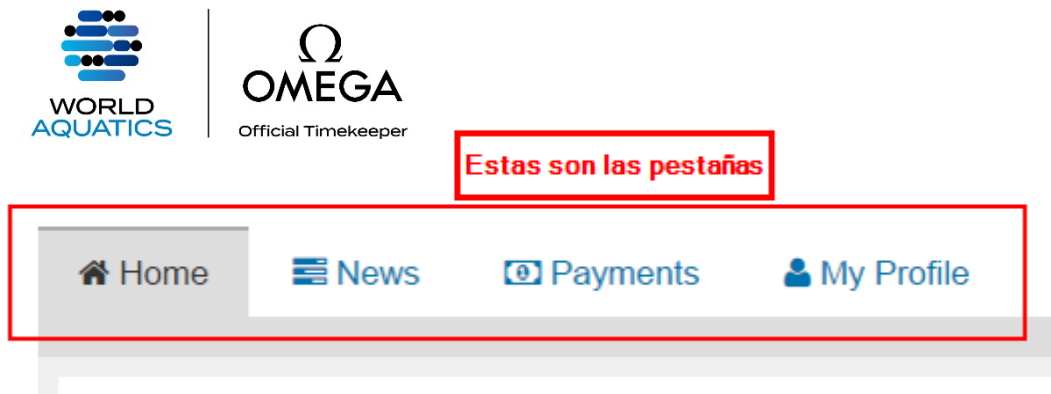 WORLD
AQUATICS
OMEGA
Official Timekeeper
Estas son las pestañas
Home News Payments My Profile